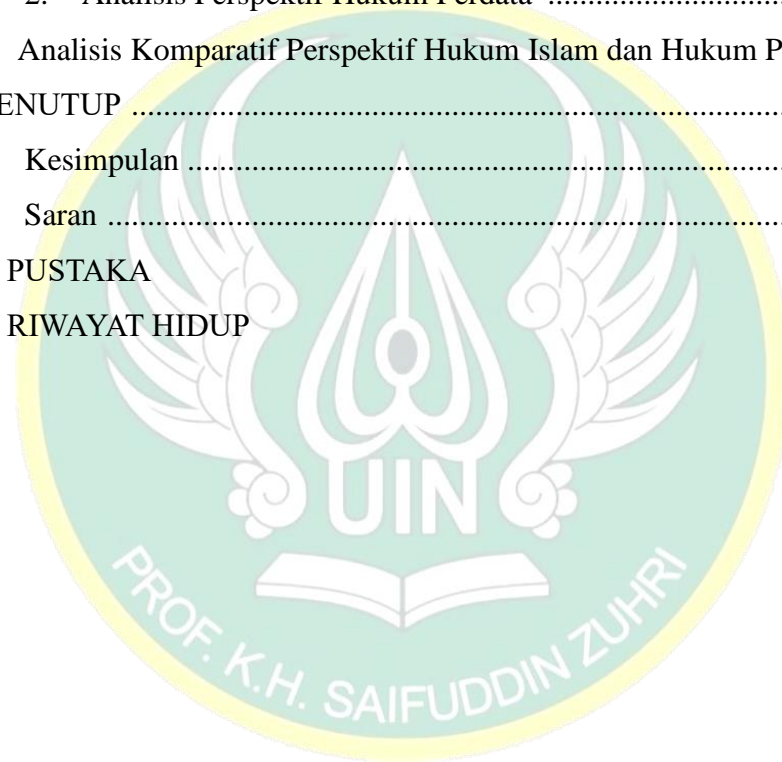 2. Analisis Perspektif Hukum Perdata ........................
Analisis Komparatif Perspektif Hukum Islam dan Hukum P
ENUTUP ................................................................................
Kesimpulan .........................................................................
Saran ...................................................................................
PUSTAKA
RIWAYAT HIDUP
UIN
PROF. K.H. SAIFUDDIN ZUHRI